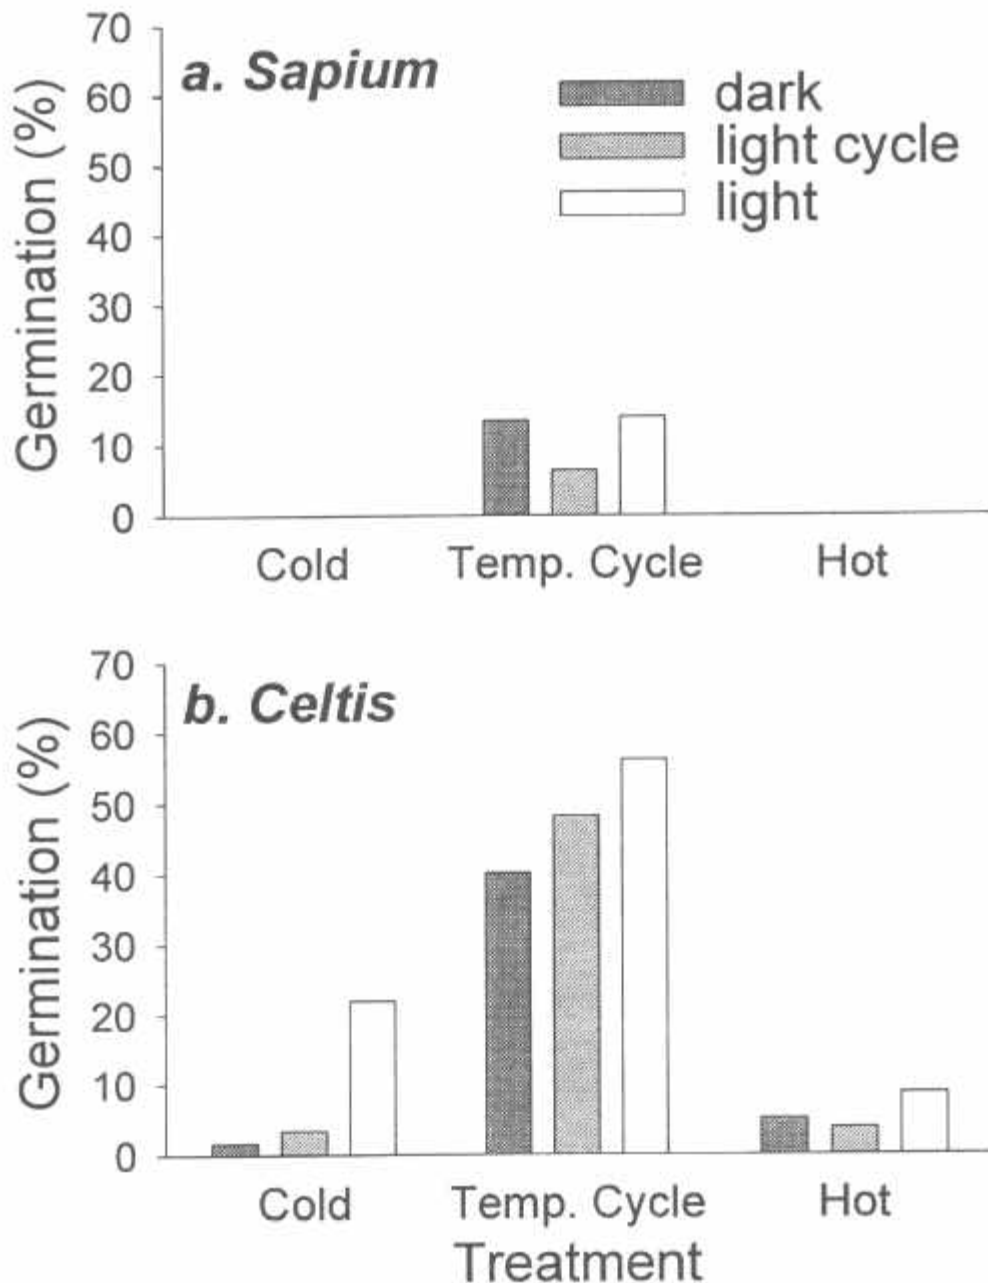 70
a. Sapium
60
dark
50
light cycle
40
light
30
20
10
0
Germination (%)
Cold Temp. Cycle Hot
70
b. Celtis
60
50
40
30
20
10
0
Germination (%)
Cold Temp. Cycle Hot
Treatment